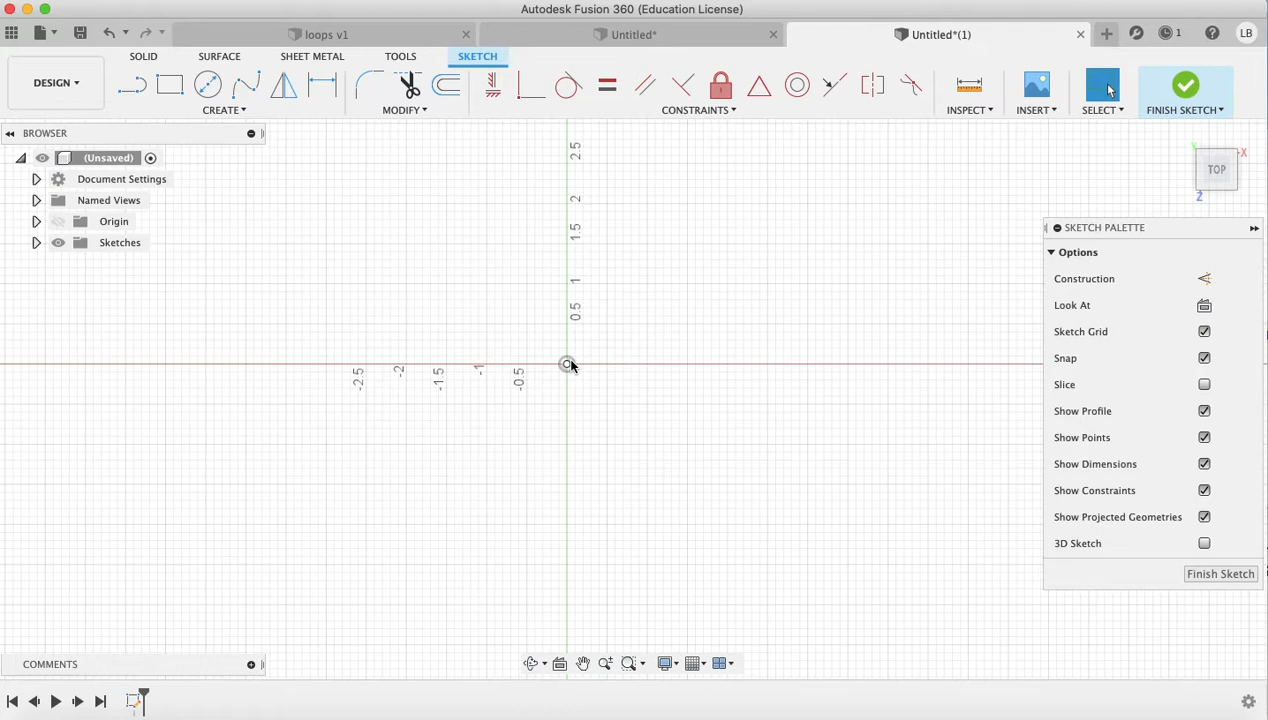 Autodesk Fusion 360 (Education License)
loops v1
Untitled*
Untitled*(1)
1
LB
DESIGN
SOLID SURFACE SHEET METAL TOOLS SKETCH
CREATE MODIFY CONSTRAINTS INSPECT INSERT SELECT FINISH SKETCH
BROWSER
(Unsaved)
Document Settings
Named Views
Origin
Sketches
2.5
2
1.5
1
0.5
-2.5 -2 -1.5 -1 -0.5
TOP
X
Y
Z
SKETCH PALETTE
Options
Construction
Look At
Sketch Grid
Snap
Slice
Show Profile
Show Points
Show Dimensions
Show Constraints
Show Projected Geometries
3D Sketch
Finish Sketch
COMMENTS